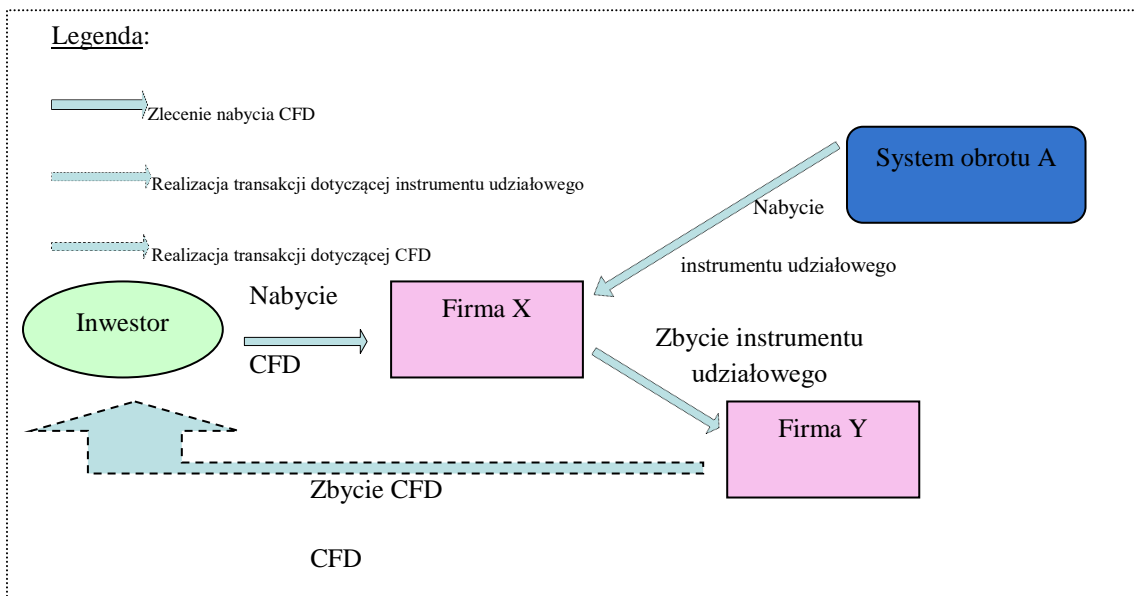 Legenda:
Zlecenie nabycia CFD
System obrotu A
Realizacja transakcji dotyczącej instrumentu udziałowego
Nabycie
instrumentu udziałowego
Realizacja transakcji dotyczącej CFD
Inwestor
Nabycie
CFD
Firma X
Zbycie instrumentu
udziałowego
Firma Y
Zbycie CFD
CFD